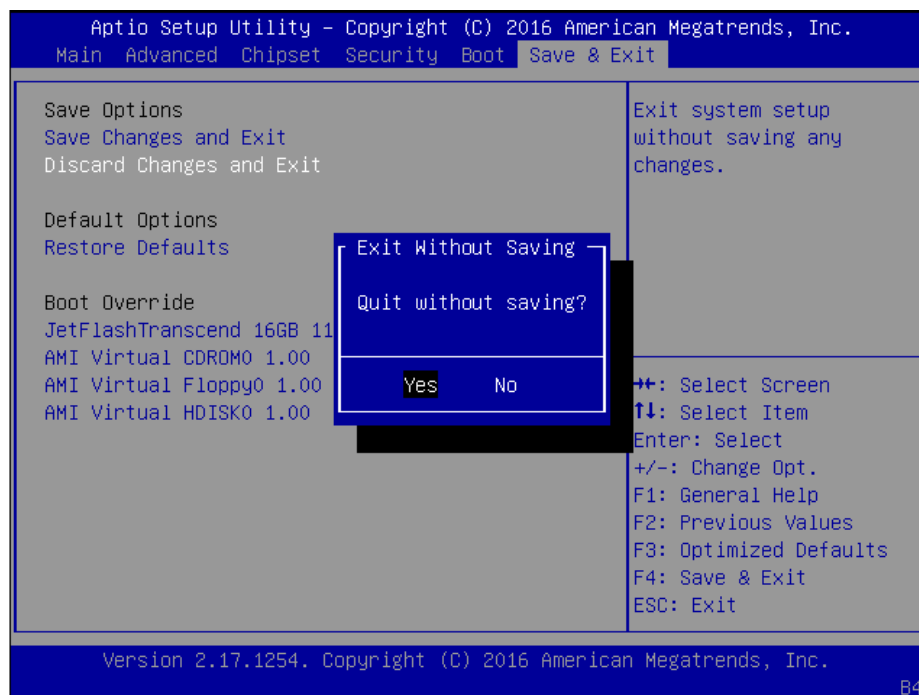 Aptio Setup Utility – Copyright (C) 2016 American Megatrends, Inc.
Main Advanced Chipset Security Boot Save & Exit
Save Options
Save Changes and Exit
Discard Changes and Exit
Default Options
Restore Defaults
Boot Override
JetFlashTranscend 16GB 11
AMI Virtual CDROM0 1.00
AMI Virtual Floppy0 1.00
AMI Virtual HDISK0 1.00
Exit Without Saving
Quit without saving?
Yes No
Exit system setup
without saving any
changes.
→←: Select Screen
↑↓: Select Item
Enter: Select
+/-: Change Opt.
F1: General Help
F2: Previous Values
F3: Optimized Defaults
F4: Save & Exit
ESC: Exit
Version 2.17.1254. Copyright (C) 2016 American Megatrends, Inc.
B4